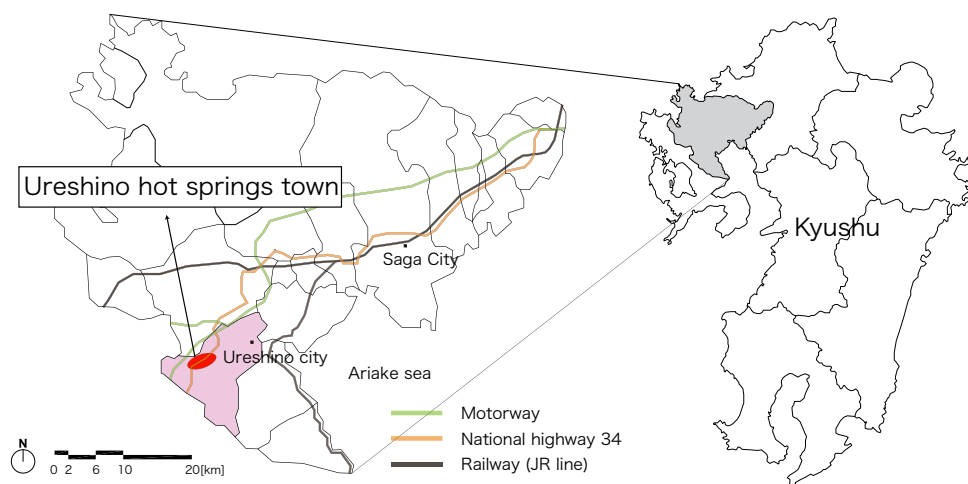 Ureshino hot springs town
Kyushu
Saga City
Ureshino city
Ariake sea
Motorway
National highway 34
Railway (JR line)
N
0 2 6 10 20[km]